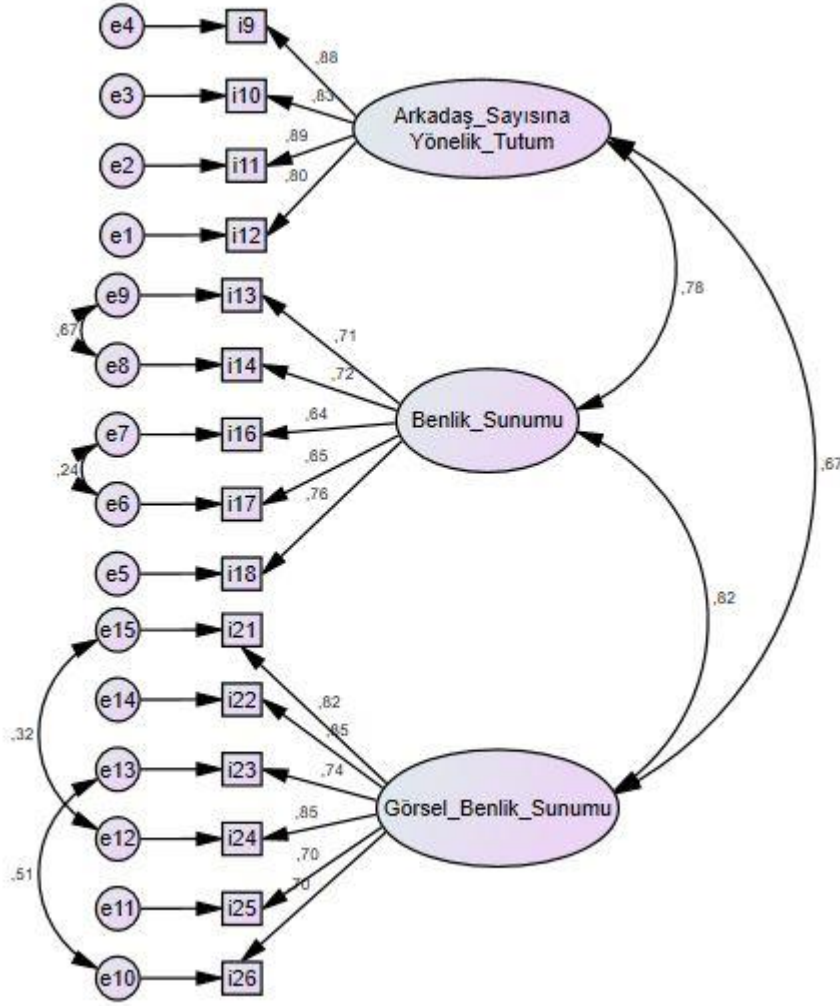 e4
i9
,88
e3
i10
,83
Arkadaş_Sayısına
Yönelik_Tutum
e2
i11
,89
,80
e1
i12
e9
i13
,78
,67
,71
e8
i14
,72
Benlik_Sunumu
e7
i16
,64
,24
,65
,67
e6
i17
,76
e5
i18
,82
e15
i21
e14
i22
,82
,85
,32
e13
i23
,74
Görsel_Benlik_Sunumu
e12
i24
,85
,70
,51
e11
i25
,70
e10
i26